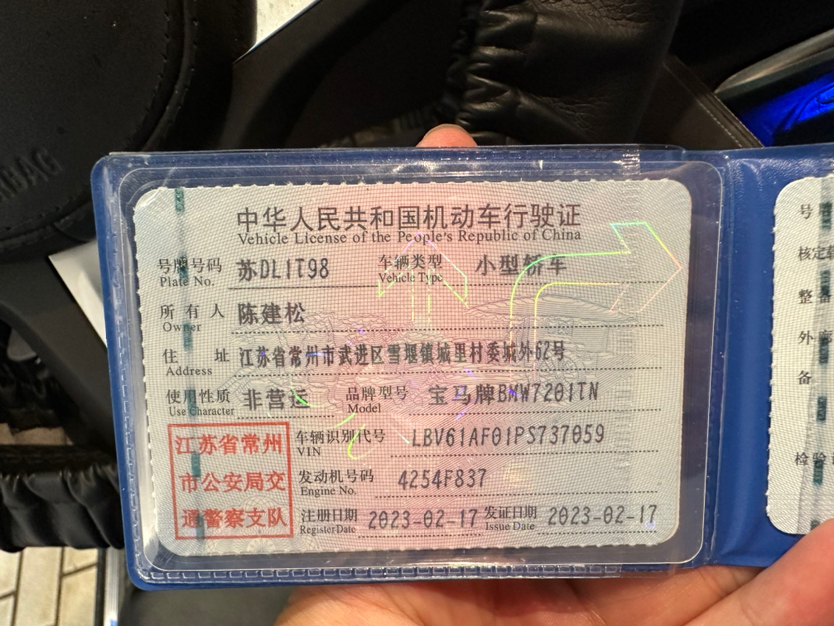 中华人民共和国机动车行驶证
Vehicle License of the People's Republic of China
号牌号码 苏DL1T98 车辆类型 小型轿车
Plate No. Vehicle Type
所有人 陈建松
Owner
住址 江苏省常州市武进区雪堰镇城里村委城外62号
Address
使用性质 非营运 品牌型号 宝马牌BMW7201TN
Use Character Model
江苏省常州
市公安局交
通警察支队
车辆识别代号 LBV61AF01PS737059
VIN
发动机号码 4254F837
Engine No.
注册日期 2023-02-17 发证日期 2023-02-17
Register Date Issue Date
号
核定
整
外
备
检验